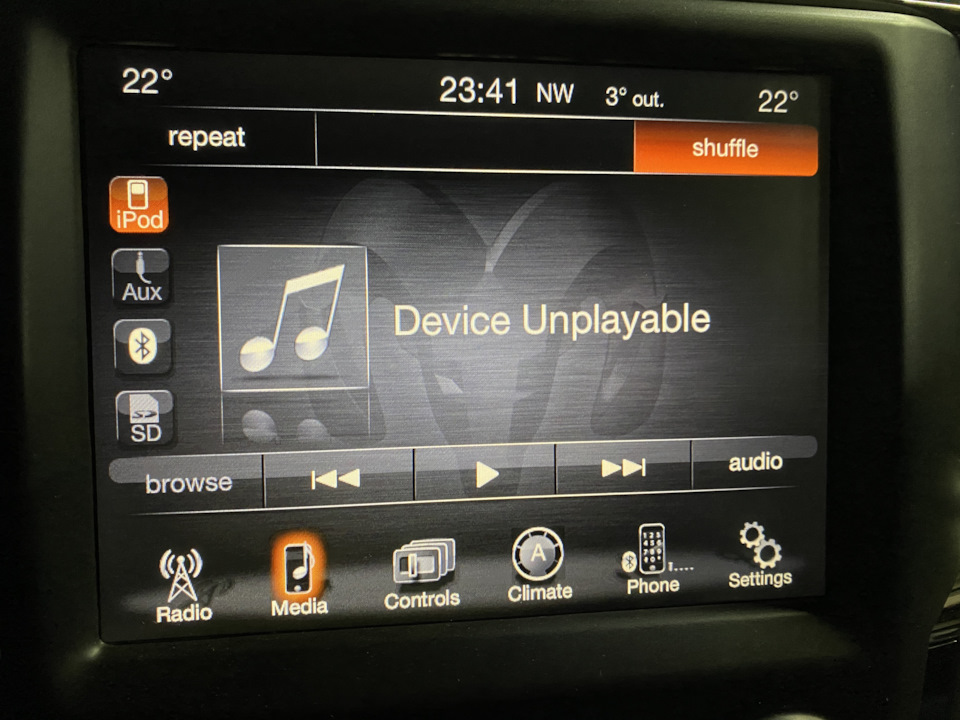 22° 23:41 NW 3° out. 22°
repeat shuffle
iPod
Aux
Device Unplayable
SD
SD
browse audio
A
Radio Media Controls Climate Phone Settings